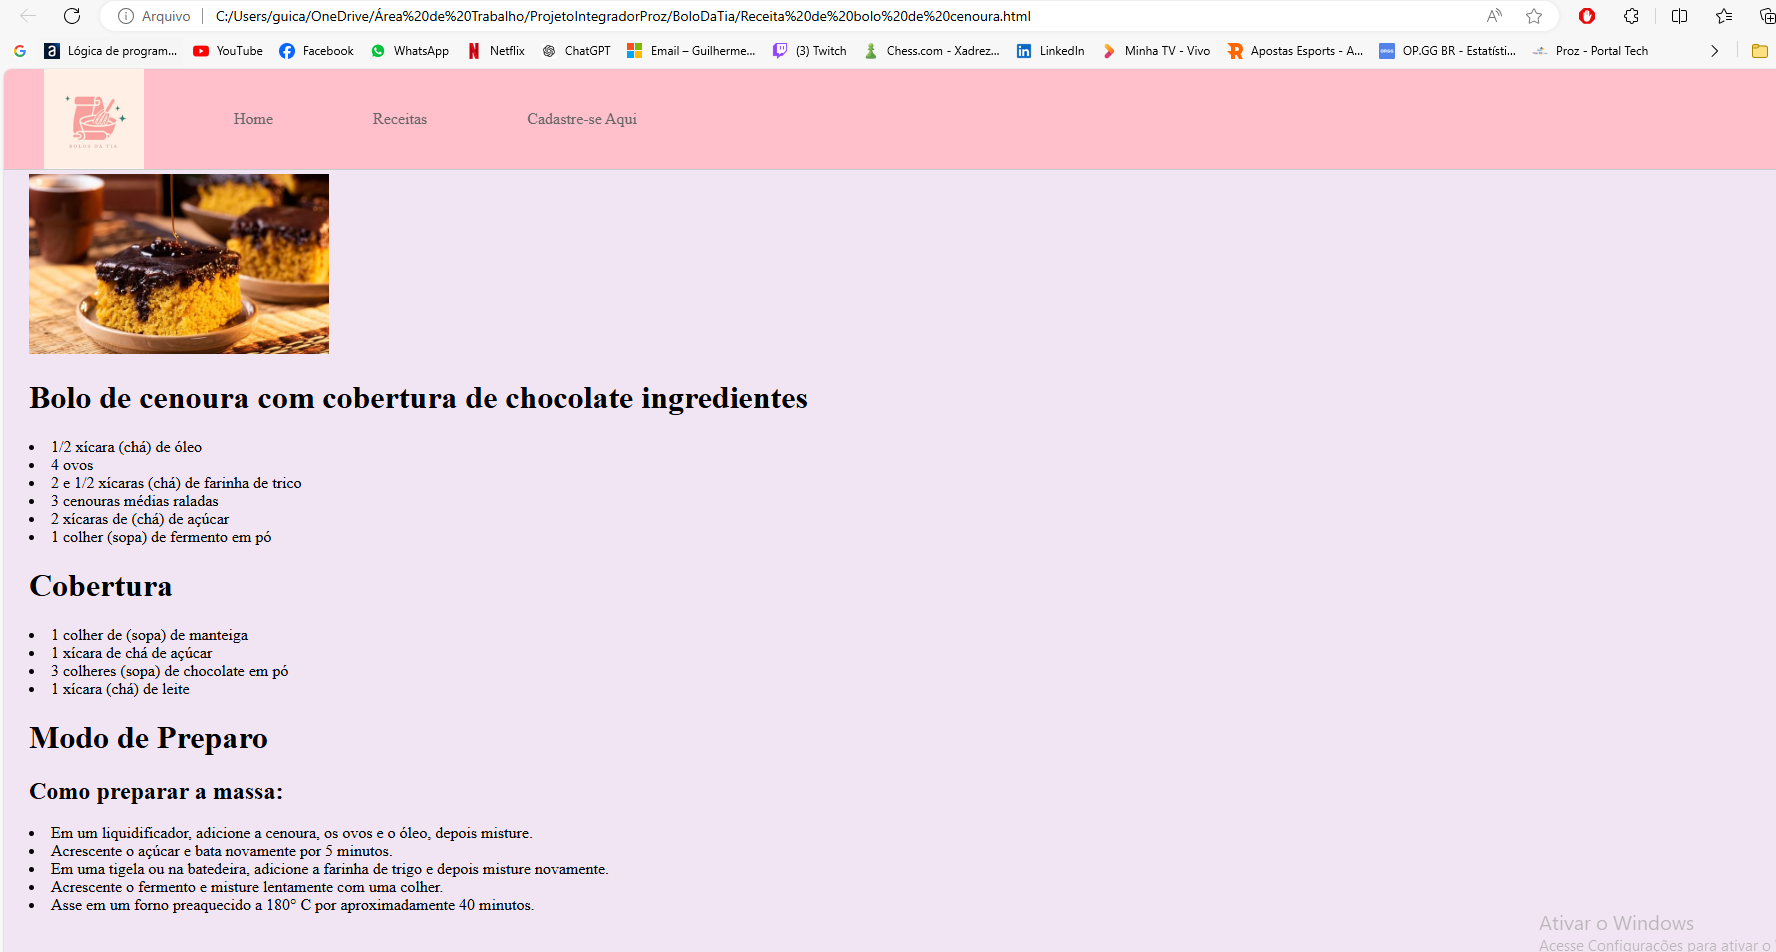 Arquivo C:/Users/guica/OneDrive/Área%20de%20Trabalho/ProjetoIntegradorProz/BoloDaTia/Receita%20de%20bolo%20de%20cenoura.html
Lógica de program... YouTube Facebook WhatsApp Netflix ChatGPT Email – Guilherme... (3) Twitch Chess.com - Xadrez... LinkedIn Minha TV - Vivo Apostas Esports - A... OP.GG BR - Estatísti... Proz - Portal Tech
BOLOS DA TIA
Home Receitas Cadastre-se Aqui
Bolo de cenoura com cobertura de chocolate ingredientes
• 1/2 xícara (chá) de óleo
• 4 ovos
• 2 e 1/2 xícaras (chá) de farinha de trico
• 3 cenouras médias raladas
• 2 xícaras de (chá) de açúcar
• 1 colher (sopa) de fermento em pó
Cobertura
• 1 colher de (sopa) de manteiga
• 1 xícara de chá de açúcar
• 3 colheres (sopa) de chocolate em pó
• 1 xícara (chá) de leite
Modo de Preparo
Como preparar a massa:
• Em um liquidificador, adicione a cenoura, os ovos e o óleo, depois misture.
• Acrescente o açúcar e bata novamente por 5 minutos.
• Em uma tigela ou na batedeira, adicione a farinha de trigo e depois misture novamente.
• Acrescente o fermento e misture lentamente com uma colher.
• Asse em um forno preaquecido a 180° C por aproximadamente 40 minutos.
Ativar o Windows
Acesse Configurações para ativar o